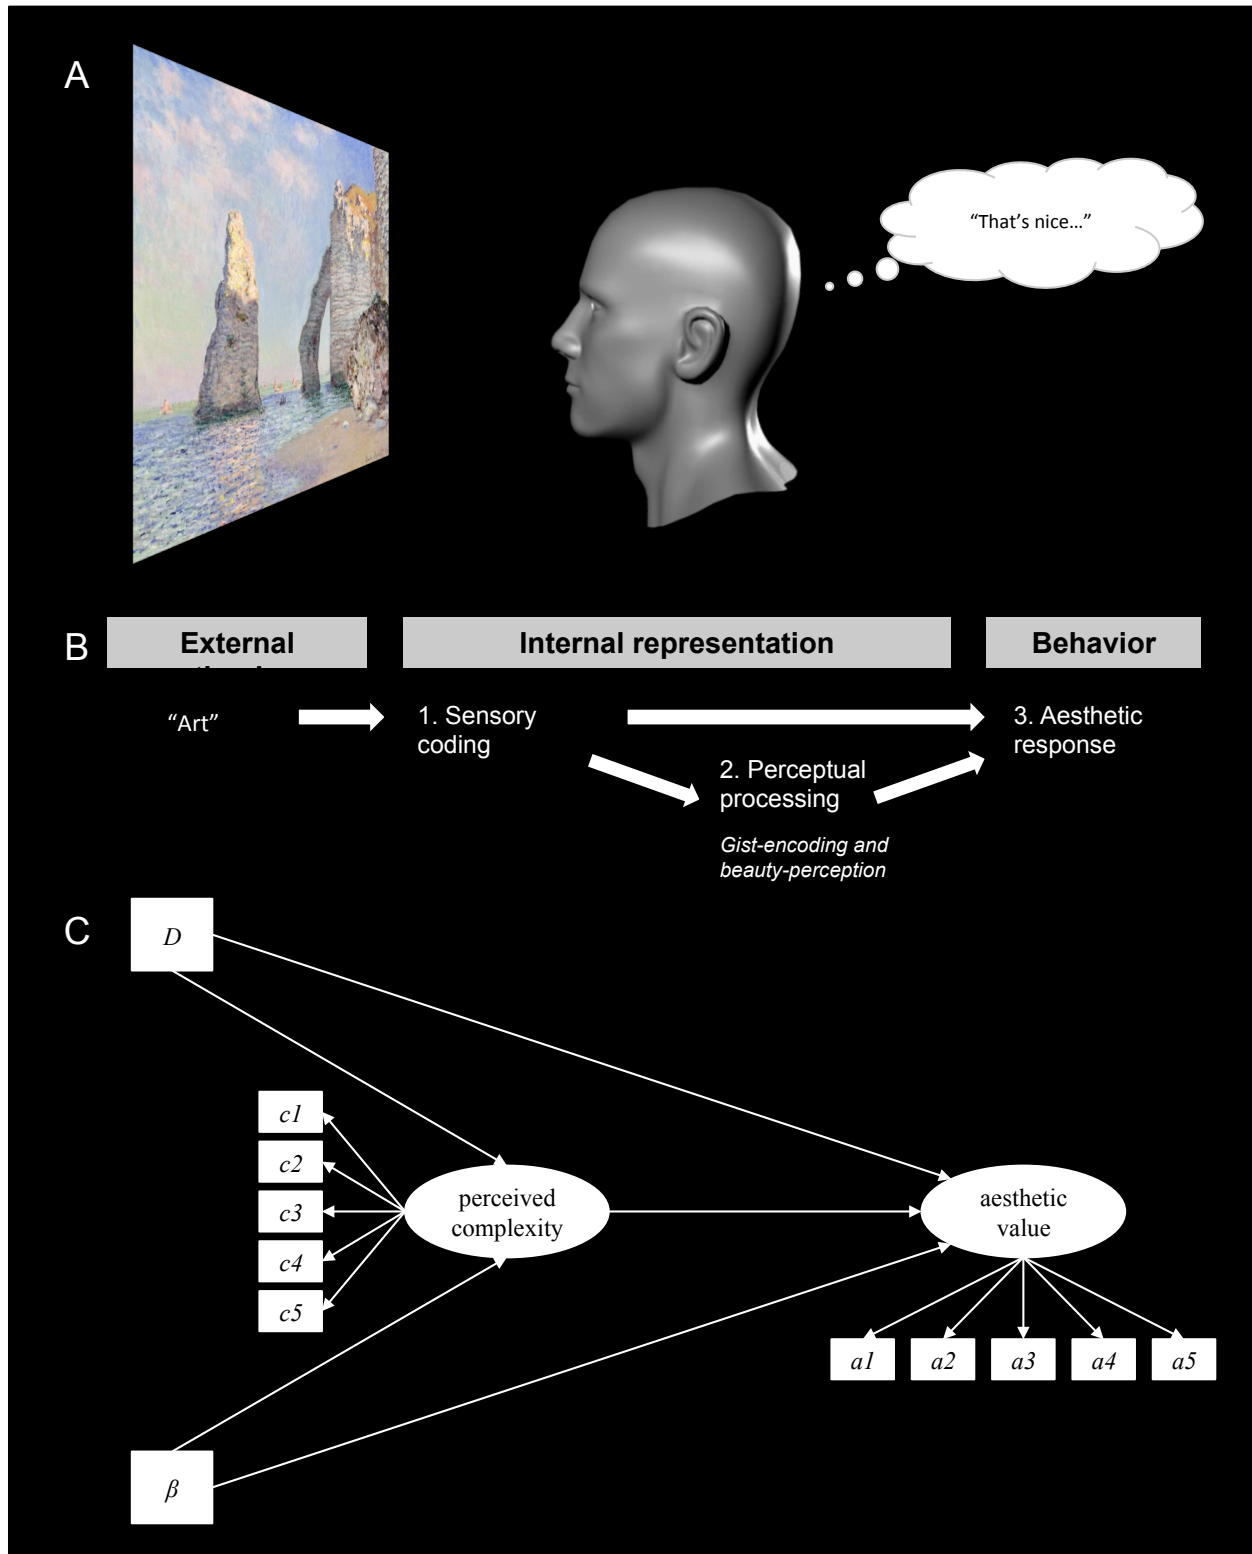 A
“That’s nice…”
B
External
Internal representation
Behavior
“Art”
1. Sensory
coding
2. Perceptual
processing
Gist-encoding and
beauty-perception
3. Aesthetic
response
C
D
c1
c2
c3
c4
c5
perceived
complexity
aesthetic
value
a1
a2
a3
a4
a5
β